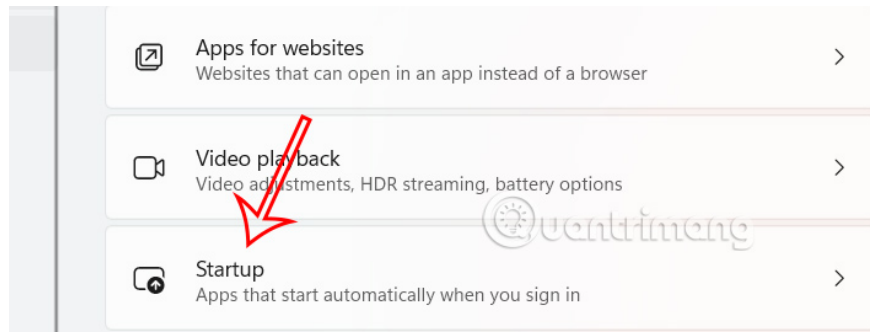 Apps for websites
Websites that can open in an app instead of a browser
Video playback
Video adjustments, HDR streaming, battery options
Quantrimang
Startup
Apps that start automatically when you sign in